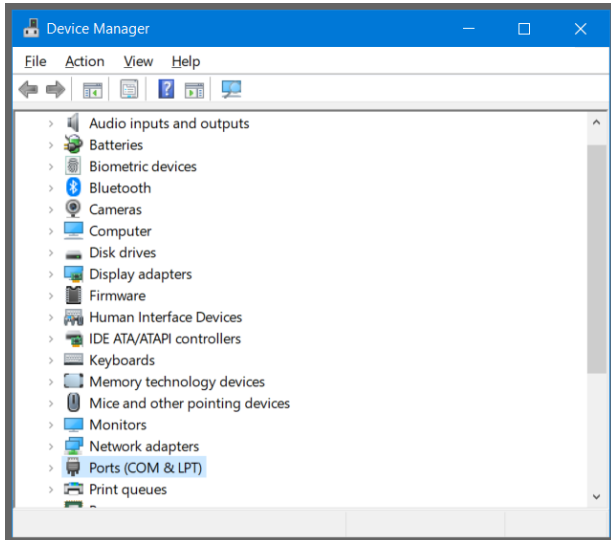 Device Manager
File Action View Help
Audio inputs and outputs
Batteries
Biometric devices
Bluetooth
Cameras
Computer
Disk drives
Display adapters
Firmware
Human Interface Devices
IDE ATA/ATAPI controllers
Keyboards
Memory technology devices
Mice and other pointing devices
Monitors
Network adapters
Ports (COM & LPT)
Print queues